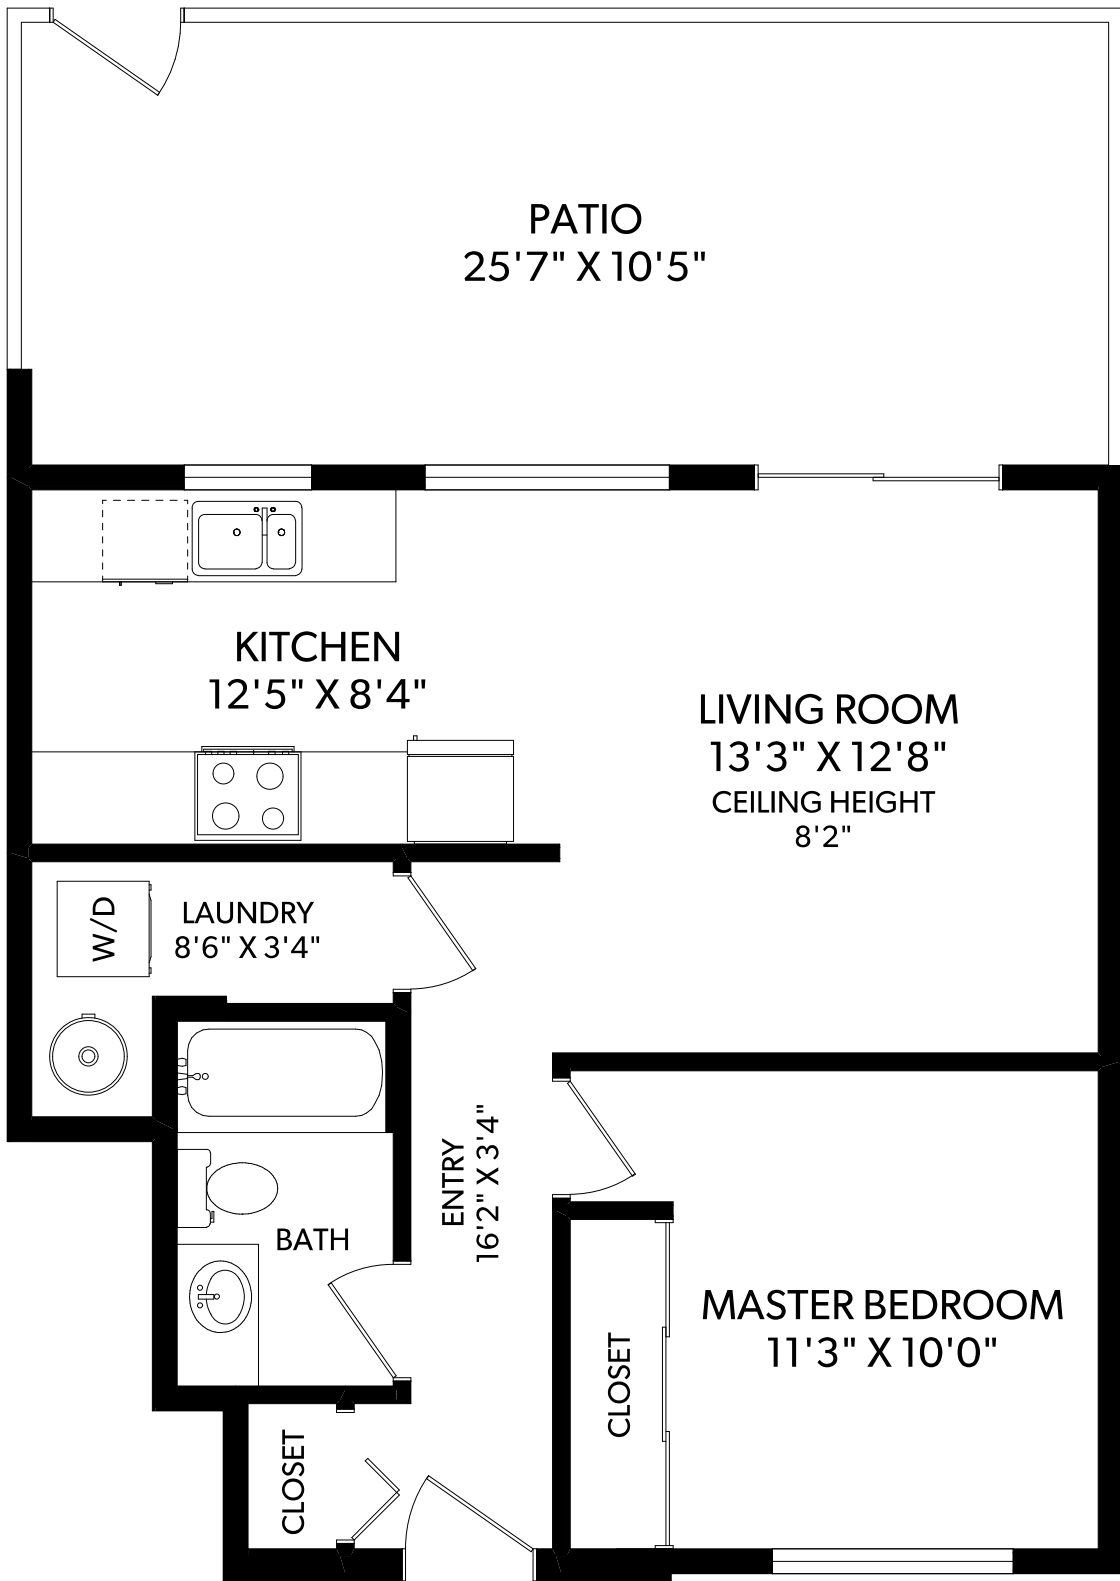 PATIO
25'7" X 10'5"
KITCHEN
12'5" X 8'4"
LIVING ROOM
13'3" X 12'8"
CEILING HEIGHT
8'2"
W/D
LAUNDRY
8'6" X 3'4"
ENTRY
16'2" X 3'4"
BATH
MASTER BEDROOM
11'3" X 10'0"
CLOSET
CLOSET